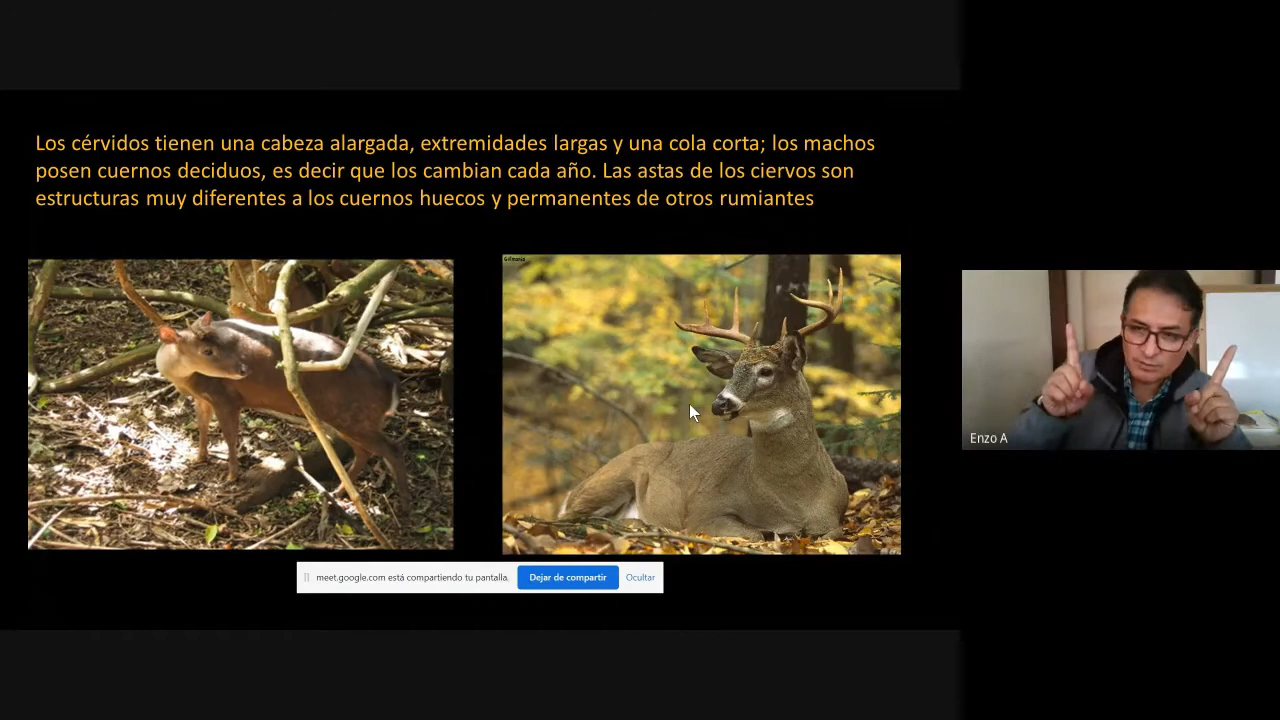 Los cérvidos tienen una cabeza alargada, extremidades largas y una cola corta; los machos
posen cuernos deciduos, es decir que los cambian cada año. Las astas de los ciervos son
estructuras muy diferentes a los cuernos huecos y permanentes de otros rumiantes
Enzo A
meet.google.com está compartiendo tu pantalla.
Dejar de compartir
Ocultar